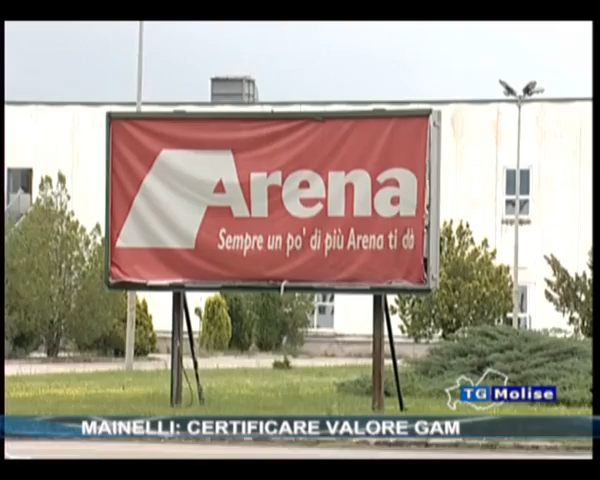 Arena
Sempre un po' di più Arena ti dà
TG Molise
MAINELLI: CERTIFICARE VALORE GAM